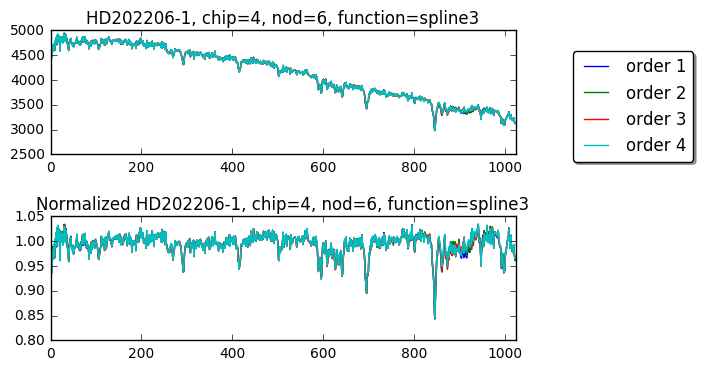 HD202206-1, chip=4, nod=6, function=spline3
5000
4500
4000
3500
3000
2500
0 200 400 600 800 1000
order 1
order 2
order 3
order 4
Normalized HD202206-1, chip=4, nod=6, function=spline3
1.05
1.00
0.95
0.90
0.85
0.80
0 200 400 600 800 1000